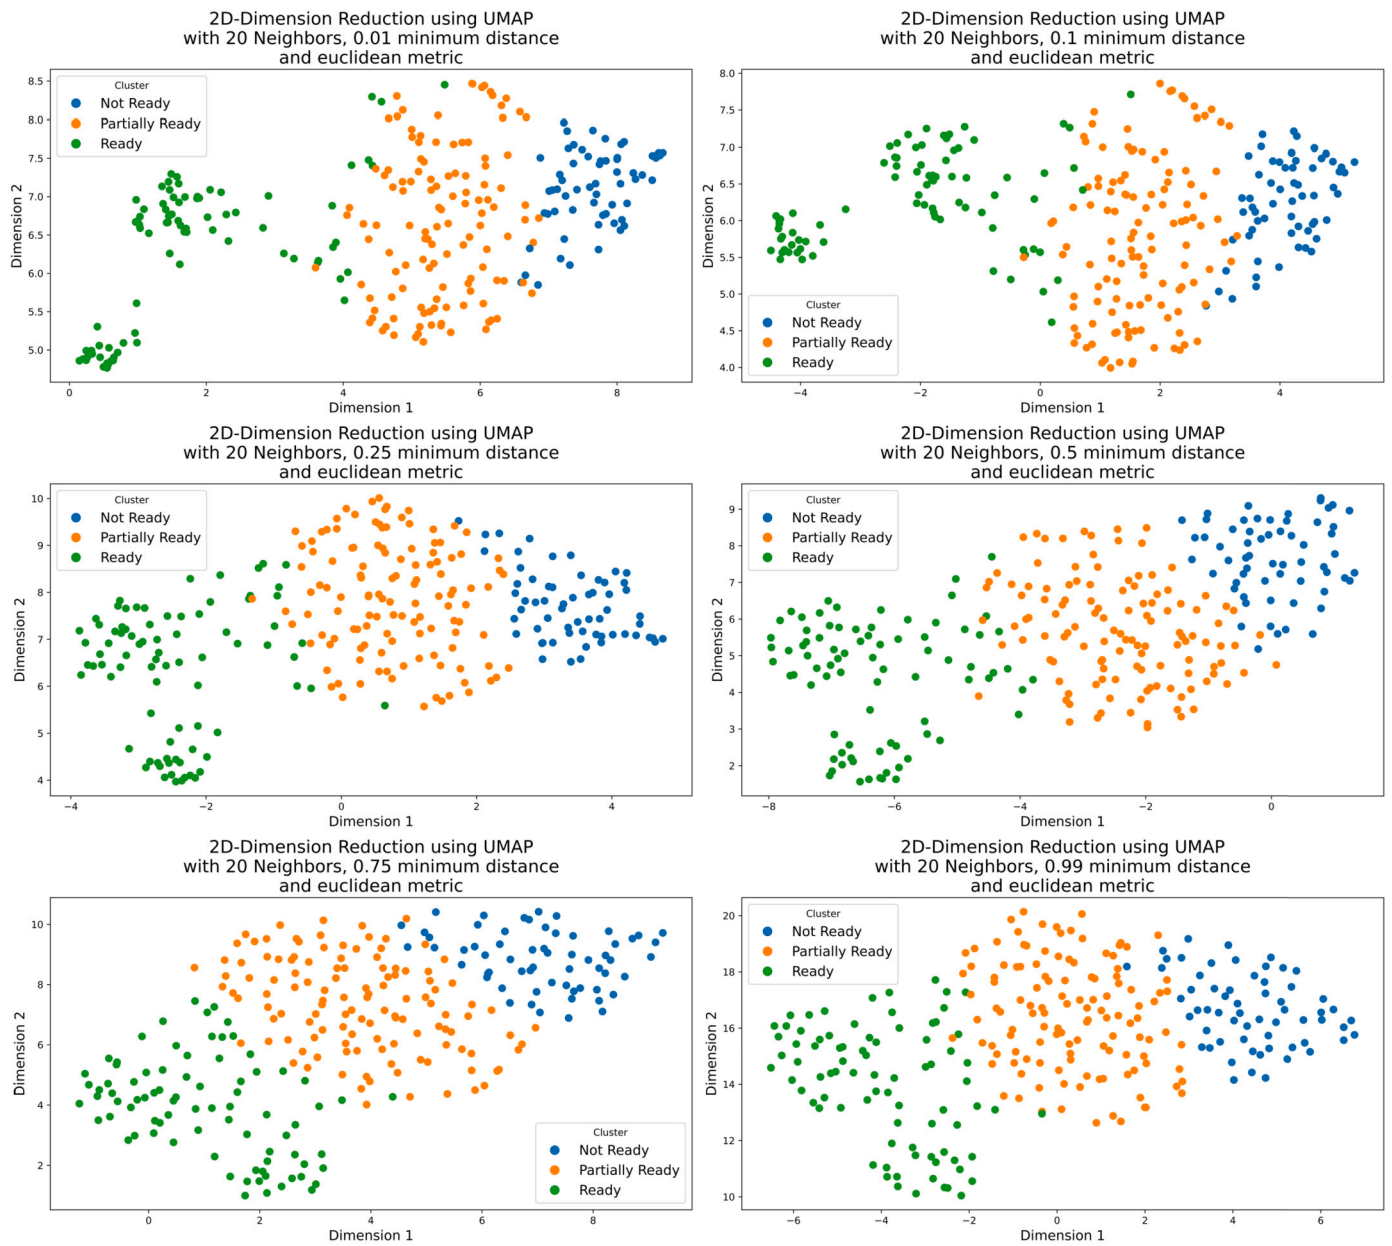 2D-Dimension Reduction using UMAP
with 20 Neighbors, 0.01 minimum distance
and euclidean metric
8.5
8.0
7.5
7.0
6.5
6.0
5.5
5.0
Dimension 2
Cluster
Not Ready
Partially Ready
Ready
0
2
4
6
8
Dimension 1
2D-Dimension Reduction using UMAP
with 20 Neighbors, 0.1 minimum distance
and euclidean metric
8.0
7.5
7.0
6.5
6.0
5.5
5.0
4.5
4.0
Dimension 2
Cluster
Not Ready
Partially Ready
Ready
−4
−2
0
2
4
Dimension 1
2D-Dimension Reduction using UMAP
with 20 Neighbors, 0.25 minimum distance
and euclidean metric
10
9
8
7
6
5
4
Dimension 2
Cluster
Not Ready
Partially Ready
Ready
−4
−2
0
2
4
Dimension 1
2D-Dimension Reduction using UMAP
with 20 Neighbors, 0.5 minimum distance
and euclidean metric
9
8
7
6
5
4
3
2
Dimension 2
Cluster
Not Ready
Partially Ready
Ready
−8
−6
−4
−2
0
Dimension 1
2D-Dimension Reduction using UMAP
with 20 Neighbors, 0.75 minimum distance
and euclidean metric
10
8
6
4
2
Dimension 2
Cluster
Not Ready
Partially Ready
Ready
0
2
4
6
8
Dimension 1
2D-Dimension Reduction using UMAP
with 20 Neighbors, 0.99 minimum distance
and euclidean metric
20
18
16
14
12
10
Dimension 2
Cluster
Not Ready
Partially Ready
Ready
−6
−4
−2
0
2
4
6
Dimension 1